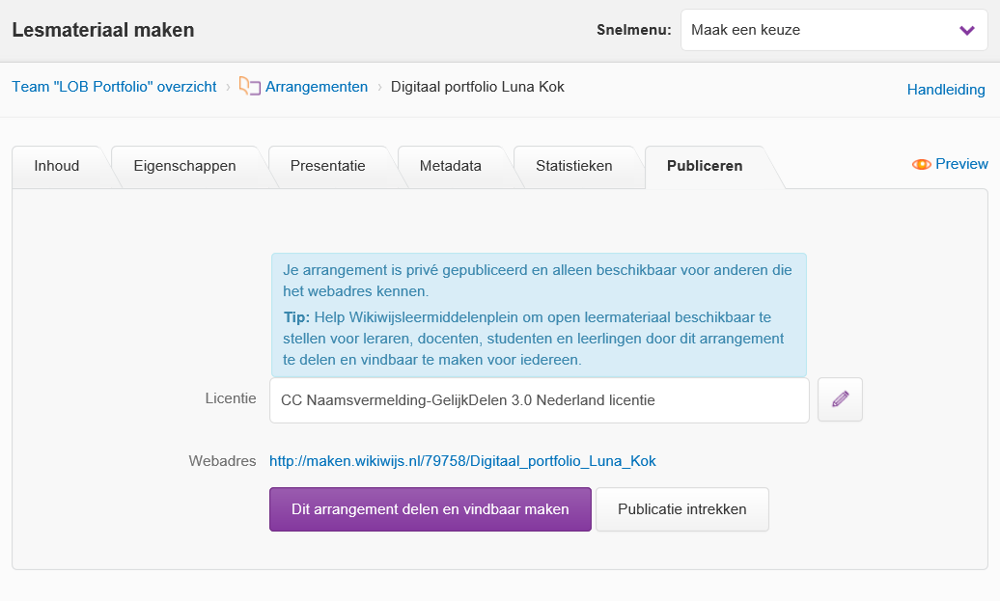 Lesmateriaal maken
Snelmenu: Maak een keuze
Team "LOB Portfolio" overzicht › Arrangementen › Digitaal portfolio Luna Kok
Handleiding
Inhoud Eigenschappen Presentatie Metadata Statistieken Publiceren
Preview
Je arrangement is privé gepubliceerd en alleen beschikbaar voor anderen die
het webadres kennen.
Tip: Help Wikiwijsleermiddelenplein om open leermateriaal beschikbaar te
stellen voor leraren, docenten, studenten en leerlingen door dit arrangement
te delen en vindbaar te maken voor iedereen.
Licentie CC Naamsvermelding-GelijkDelen 3.0 Nederland licentie
Webadres http://maken.wikiwijs.nl/79758/Digitaal_portfolio_Luna_Kok
Dit arrangement delen en vindbaar maken Publicatie intrekken